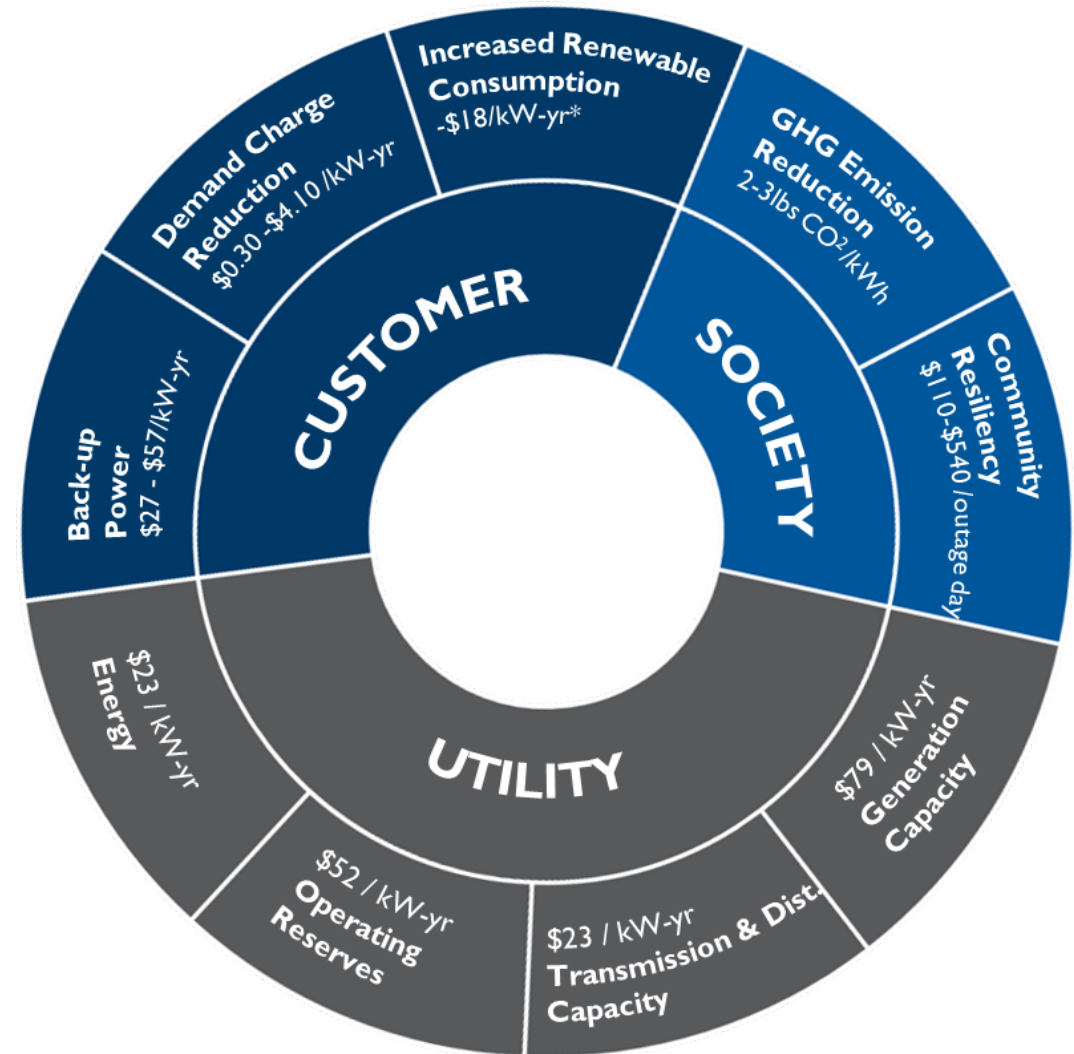 CUSTOMER
Increased Renewable
Consumption
-$18/kW-yr*
Demand Charge
Reduction
$0.30 -$4.10 /kW-yr
Back-up
Power
$27 - $57/kW-yr
SOCIETY
GHG Emission
Reduction
2-3lbs CO²/kWh
Community
Resiliency
$110-$540 /outage day
UTILITY
$79 / kW-yr
Generation
Capacity
$23 / kW-yr
Transmission & Dist.
Capacity
$52 / kW-yr
Operating
Reserves
$23 / kW-yr
Energy